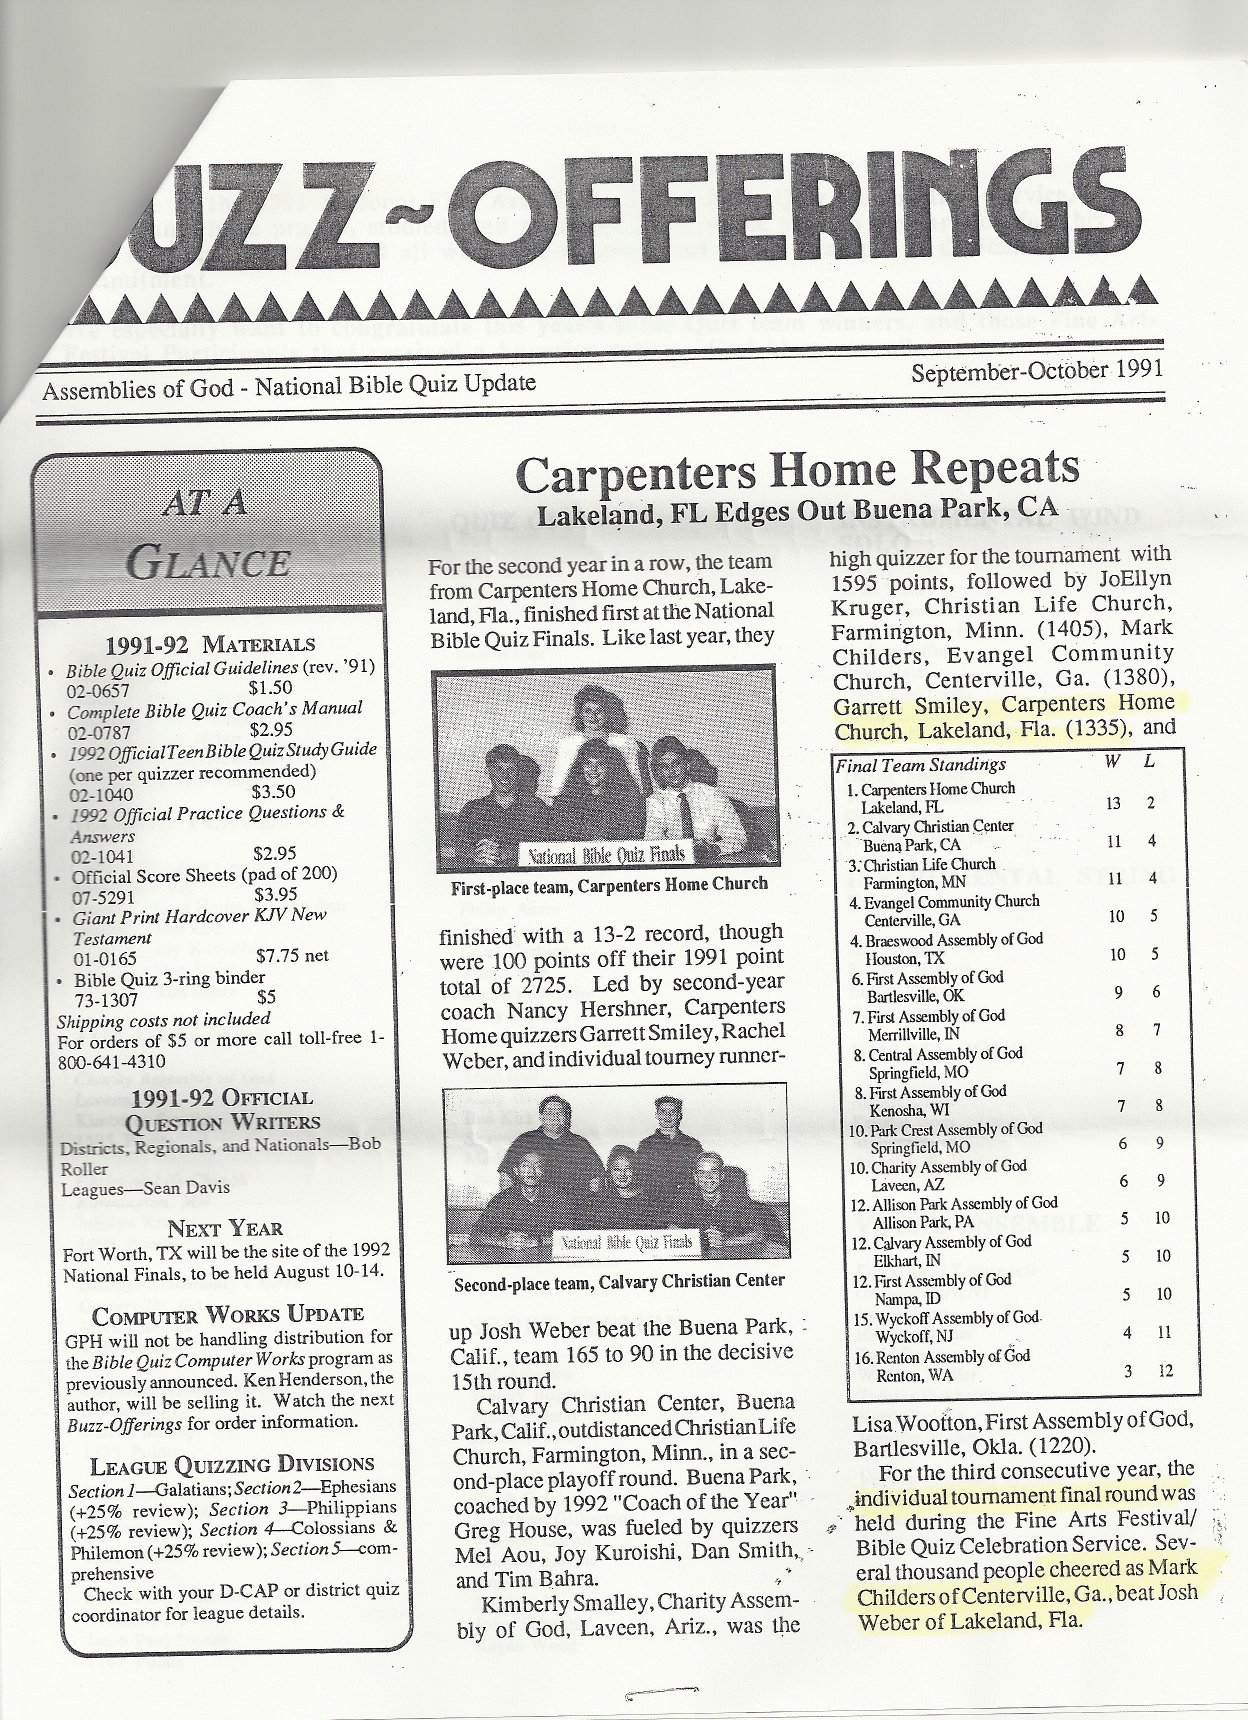 BUZZ~OFFERINGS
Assemblies of God - National Bible Quiz Update
September-October 1991
AT A
GLANCE
1991-92 MATERIALS
• Bible Quiz Official Guidelines (rev. '91)
02-0657 $1.50
• Complete Bible Quiz Coach's Manual
02-0787 $2.95
• 1992 Official Teen Bible Quiz Study Guide
(one per quizzer recommended)
02-1040 $3.50
• 1992 Official Practice Questions &
Answers
02-1041 $2.95
• Official Score Sheets (pad of 200)
07-5291 $3.95
• Giant Print Hardcover KJV New
Testament
01-0165 $7.75 net
• Bible Quiz 3-ring binder
73-1307 $5
Shipping costs not included
For orders of $5 or more call toll-free 1-
800-641-4310
1991-92 OFFICIAL
QUESTION WRITERS
Districts, Regionals, and Nationals—Bob
Roller
Leagues—Sean Davis
NEXT YEAR
Fort Worth, TX will be the site of the 1992
National Finals, to be held August 10-14.
COMPUTER WORKS UPDATE
GPH will not be handling distribution for
the Bible Quiz Computer Works program as
previously announced. Ken Henderson, the
author, will be selling it. Watch the next
Buzz-Offerings for order information.
LEAGUE QUIZZING DIVISIONS
Section 1—Galatians; Section 2—Ephesians
(+25% review); Section 3—Philippians
(+25% review); Section 4—Colossians &
Philemon (+25% review); Section 5—com-
prehensive
Check with your D-CAP or district quiz
coordinator for league details.
Carpenters Home Repeats
Lakeland, FL Edges Out Buena Park, CA
For the second year in a row, the team
from Carpenters Home Church, Lake-
land, Fla., finished first at the National
Bible Quiz Finals. Like last year, they
National Bible Quiz Finals
First-place team, Carpenters Home Church
finished with a 13-2 record, though
were 100 points off their 1991 point
total of 2725. Led by second-year
coach Nancy Hershner, Carpenters
Home quizzers Garrett Smiley, Rachel
Weber, and individual tourney runner-
National Bible Quiz Finals
Second-place team, Calvary Christian Center
up Josh Weber beat the Buena Park,
Calif., team 165 to 90 in the decisive
15th round.
Calvary Christian Center, Buena
Park, Calif., outdistanced Christian Life
Church, Farmington, Minn., in a sec-
ond-place playoff round. Buena Park,
coached by 1992 "Coach of the Year"
Greg House, was fueled by quizzers
Mel Aou, Joy Kuroishi, Dan Smith,
and Tim Bahra.
Kimberly Smalley, Charity Assem-
bly of God, Laveen, Ariz., was the
high quizzer for the tournament with
1595 points, followed by JoEllyn
Kruger, Christian Life Church,
Farmington, Minn. (1405), Mark
Childers, Evangel Community
Church, Centerville, Ga. (1380),
Garrett Smiley, Carpenters Home
Church, Lakeland, Fla. (1335), and
Final Team Standings W L
1. Carpenters Home Church
Lakeland, FL 13 2
2. Calvary Christian Center
Buena Park, CA 11 4
3. Christian Life Church
Farmington, MN 11 4
4. Evangel Community Church
Centerville, GA 10 5
4. Braeswood Assembly of God
Houston, TX 10 5
6. First Assembly of God
Bartlesville, OK 9 6
7. First Assembly of God
Merrillville, IN 8 7
8. Central Assembly of God
Springfield, MO 7 8
8. First Assembly of God
Kenosha, WI 7 8
10. Park Crest Assembly of God
Springfield, MO 6 9
10. Charity Assembly of God
Laveen, AZ 6 9
12. Allison Park Assembly of God
Allison Park, PA 5 10
12. Calvary Assembly of God
Elkhart, IN 5 10
12. First Assembly of God
Nampa, ID 5 10
15. Wyckoff Assembly of God
Wyckoff, NJ 4 11
16. Renton Assembly of God
Renton, WA 3 12
Lisa Wootton, First Assembly of God,
Bartlesville, Okla. (1220).
For the third consecutive year, the
individual tournament final round was
held during the Fine Arts Festival/
Bible Quiz Celebration Service. Sev-
eral thousand people cheered as Mark
Childers of Centerville, Ga., beat Josh
Weber of Lakeland, Fla.